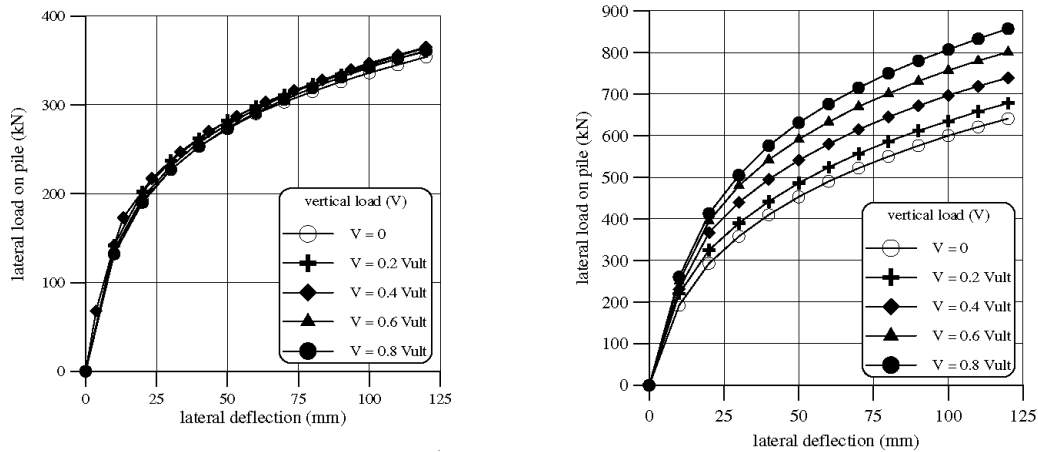 400
300
200
100
0
lateral load on pile (kN)
vertical load (V)
V = 0
V = 0.2 Vult
V = 0.4 Vult
V = 0.6 Vult
V = 0.8 Vult
0 25 50 75 100 125
lateral deflection (mm)
900
800
700
600
500
400
300
200
100
0
lateral load on pile (kN)
vertical load (V)
V = 0
V = 0.2 Vult
V = 0.4 Vult
V = 0.6 Vult
V = 0.8 Vult
0 25 50 75 100 125
lateral deflection (mm)